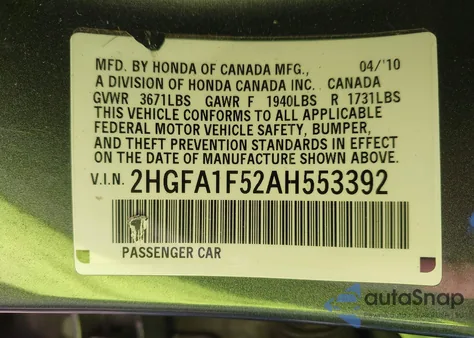 MFD. BY HONDA OF CANADA MFG., 04/'10
A DIVISION OF HONDA CANADA INC. CANADA
GVWR 3671LBS GAWR F 1940LBS R 1731LBS
THIS VEHICLE CONFORMS TO ALL APPLICABLE
FEDERAL MOTOR VEHICLE SAFETY, BUMPER,
AND THEFT PREVENTION STANDARDS IN EFFECT
ON THE DATE OF MANUFACTURE SHOWN ABOVE.
V.I.N. 2HGFA1F52AH553392
PASSENGER CAR
autoSnap